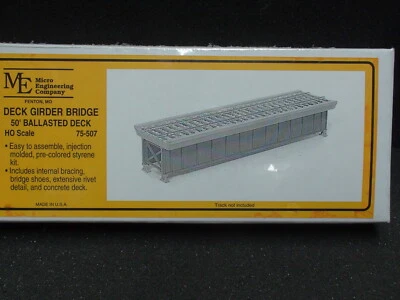 ME Micro
Engineering
Company
FENTON, MO
DECK GIRDER BRIDGE
50' BALLASTED DECK
HO Scale 75-507
• Easy to assemble, injection
molded, pre-colored styrene
kit.
• Includes internal bracing,
bridge shoes, extensive rivet
detail, and concrete deck.
MADE IN U.S.A.
Track not included